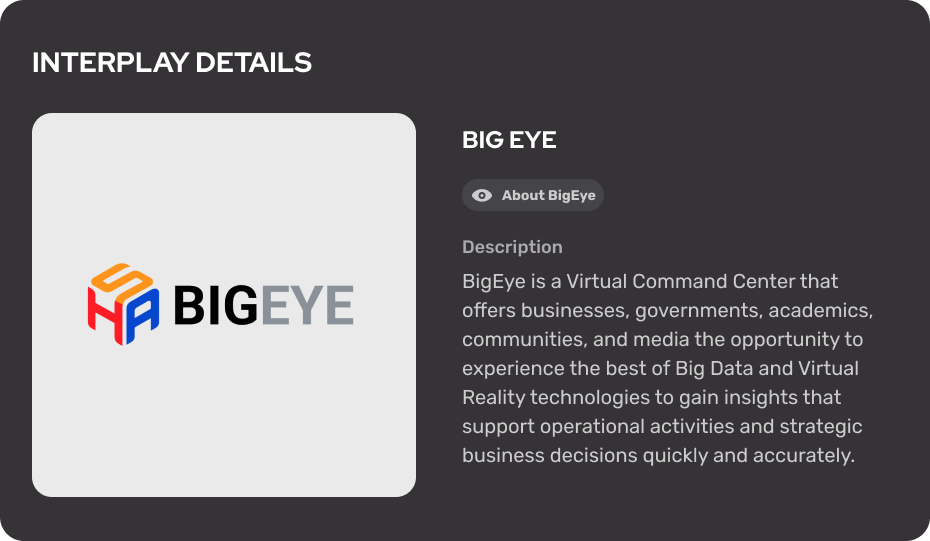 INTERPLAY DETAILS
SHA BIGEYE
BIG EYE
About BigEye
Description
BigEye is a Virtual Command Center that
offers businesses, governments, academics,
communities, and media the opportunity to
experience the best of Big Data and Virtual
Reality technologies to gain insights that
support operational activities and strategic
business decisions quickly and accurately.